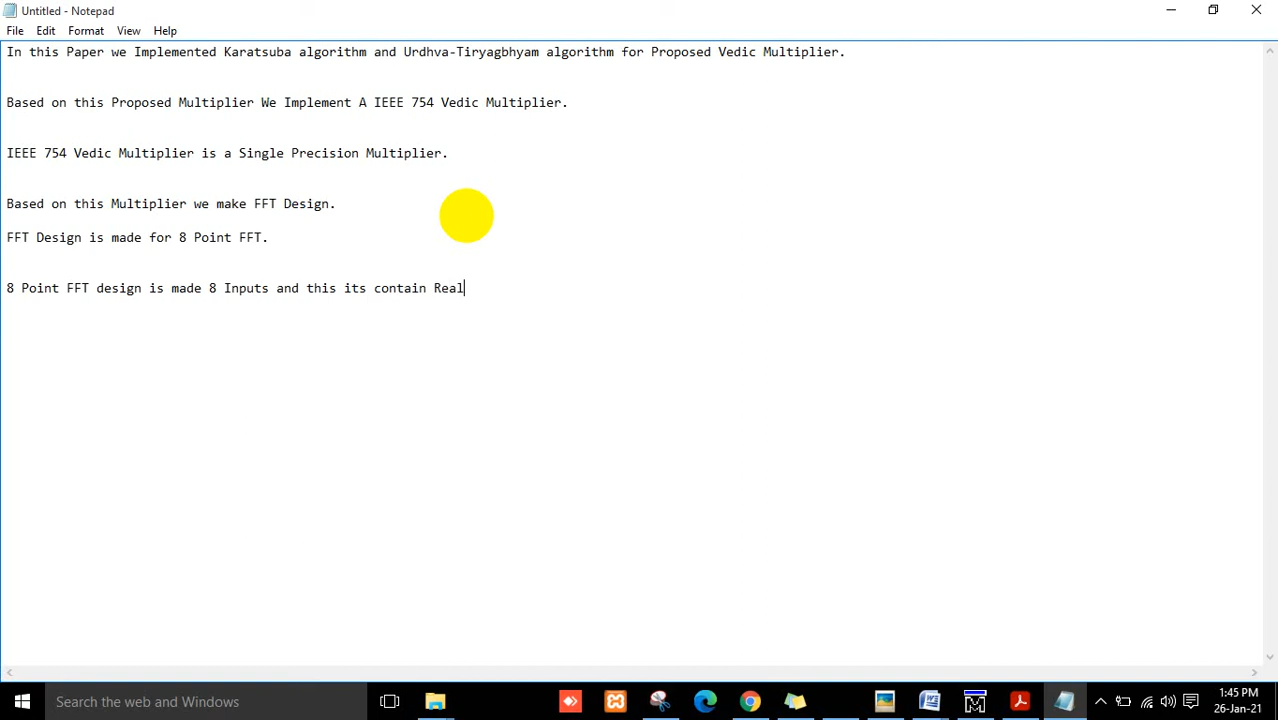 Untitled - Notepad
File Edit Format View Help
In this Paper we Implemented Karatsuba algorithm and Urdhva-Tiryagbhyam algorithm for Proposed Vedic Multiplier.
Based on this Proposed Multiplier We Implement A IEEE 754 Vedic Multiplier.
IEEE 754 Vedic Multiplier is a Single Precision Multiplier.
Based on this Multiplier we make FFT Design.
FFT Design is made for 8 Point FFT.
8 Point FFT design is made 8 Inputs and this its contain Real
Search the web and Windows
1:45 PM
26-Jan-21